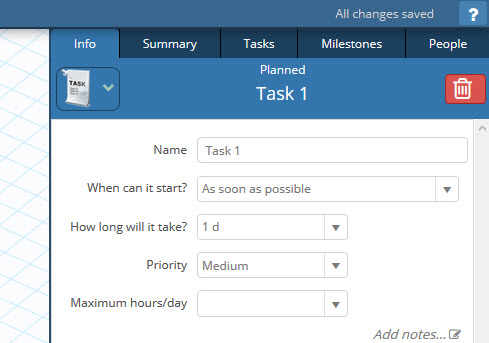 All changes saved ?
Info Summary Tasks Milestones People
TASK
Planned
Task 1
Name Task 1
When can it start? As soon as possible
How long will it take? 1 d
Priority Medium
Maximum hours/day
Add notes...